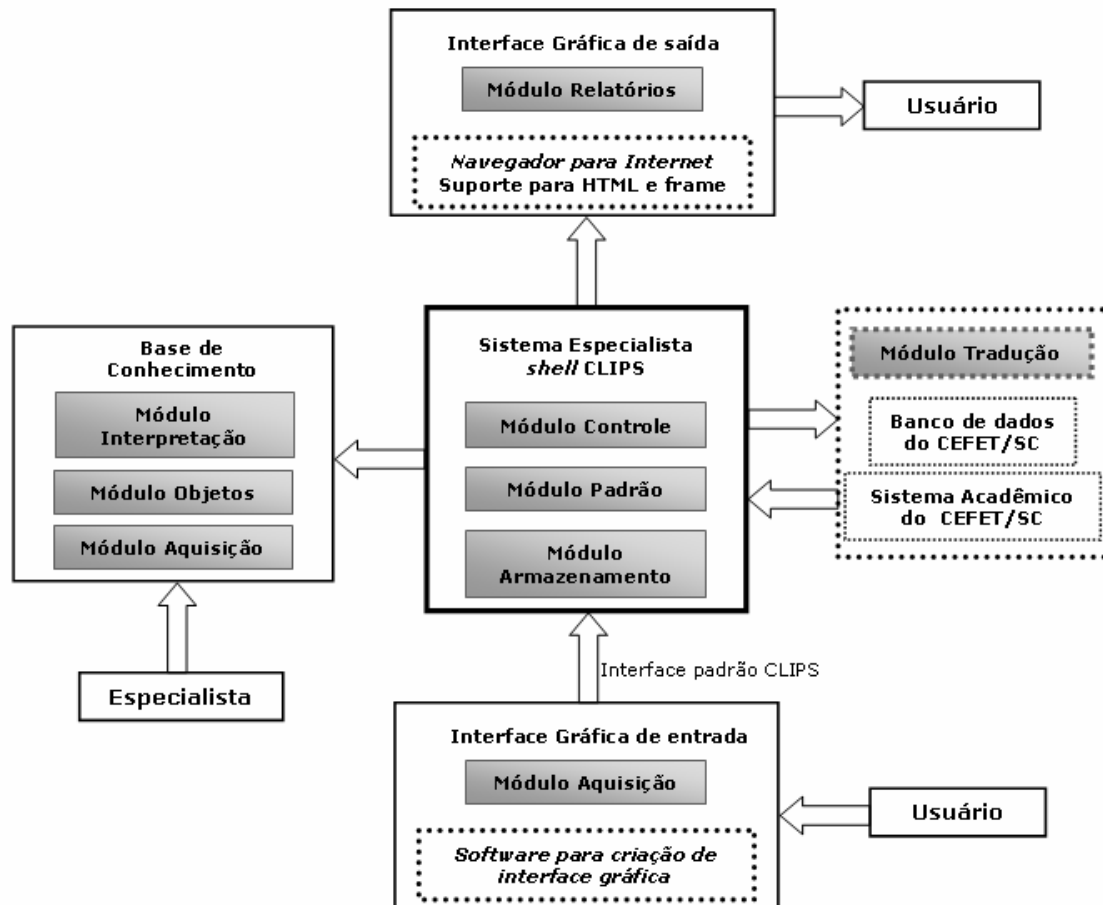 Interface Gráfica de saída
Módulo Relatórios
Navegador para Internet
Suporte para HTML e frame
Usuário
Base de
Conhecimento
Módulo
Interpretação
Módulo Objetos
Módulo Aquisição
Especialista
Sistema Especialista
shell CLIPS
Módulo Controle
Módulo Padrão
Módulo
Armazenamento
Módulo Tradução
Banco de dados
do CEFET/SC
Sistema Acadêmico
do CEFET/SC
Interface padrão CLIPS
Interface Gráfica de entrada
Módulo Aquisição
Software para criação de
interface gráfica
Usuário